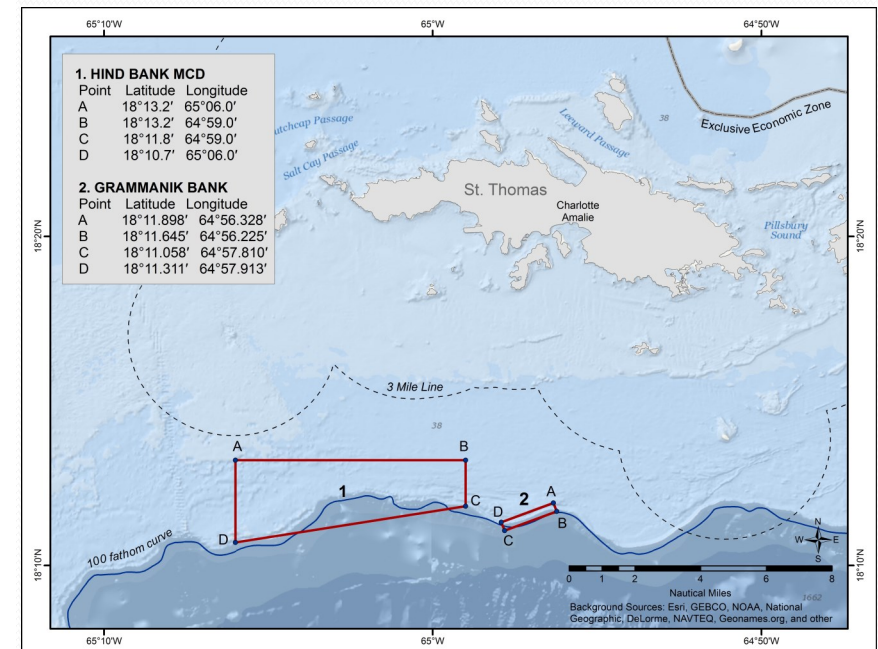 65°10'W 65°W 64°50'W
1. HIND BANK MCD
Point Latitude Longitude
A 18°13.2′ 65°06.0′
B 18°13.2′ 64°59.0′
C 18°11.8′ 64°59.0′
D 18°10.7′ 65°06.0′
2. GRAMMANIK BANK
Point Latitude Longitude
A 18°11.898′ 64°56.328′
B 18°11.645′ 64°56.225′
C 18°11.058′ 64°57.810′
D 18°11.311′ 64°57.913′
Passage
Salt Cay Passage
Leeward Passage
38
Exclusive Economic Zone
St. Thomas
Charlotte
Amalie
Pillsbury
Sound
18°20'N 18°20'N
3 Mile Line
38
A B
1
C
D
2
A
D
B
C
100 fathom curve
N
W E
S
18°10'N 18°10'N
0 1 2 4 6 8
Nautical Miles
1662
Background Sources: Esri, GEBCO, NOAA, National
Geographic, DeLorme, NAVTEQ, Geonames.org, and other
65°10'W 65°W 64°50'W